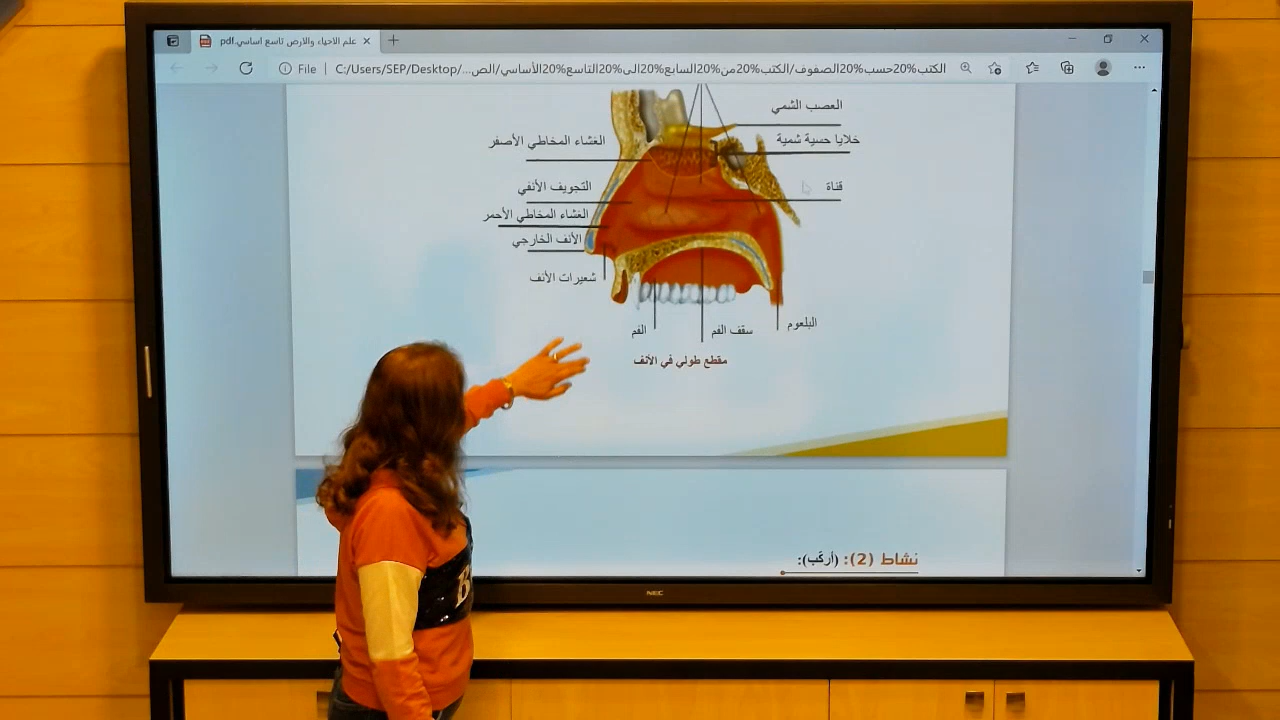 علم الاحياء والارض تاسع اساسي.pdf
File | C:/Users/SEP/Desktop/...الكتب%20حسب%20الصفوف/الكتب%20من%20السابع%20الى%20التاسع%20الأساسي/الص
العصب الشمي
الغشاء المخاطي الأصفر
خلايا حسية شمية
التجويف الأنفي
قناة
الغشاء المخاطي الأحمر
الأنف الخارجي
شعيرات الأنف
البلعوم
سقف الفم
الفم
مقطع طولي في الأنف
نشاط (2): (أركّب):
NEC
B